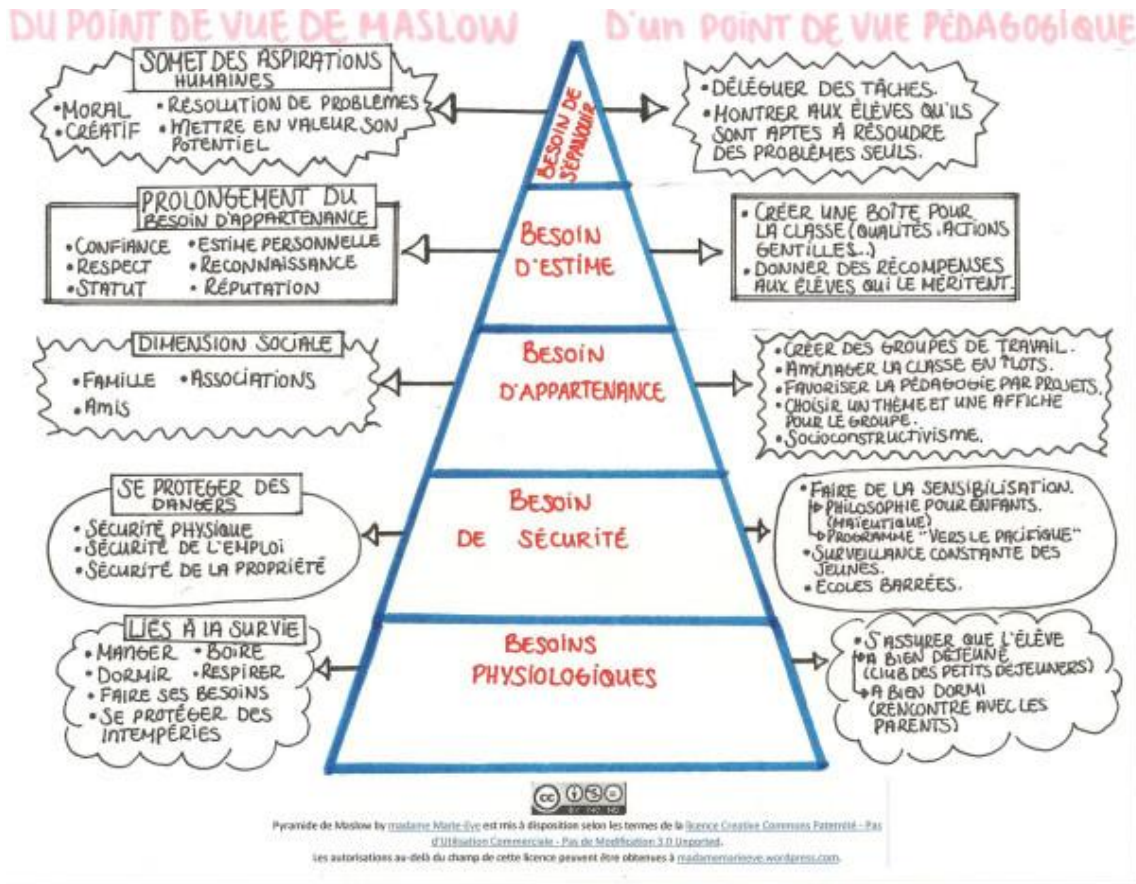 DU POINT DE VUE DE MASLOW
D'un POINT DE VUE PÉDAGOGIQUE
SOMET DES ASPIRATIONS
HUMAINES
•MORAL •RÉSOLUTION DE PROBLÈMES
•CRÉATIF •METTRE EN VALEUR SON
POTENTIEL
BESOIN DE
S'ÉPANOUIR
•DÉLÉGUER DES TÂCHES.
•MONTRER AUX ÉLÈVES QU'ILS
SONT APTES À RÉSOUDRE
DES PROBLÈMES SEULS.
PROLONGEMENT DU
BESOIN D'APPARTENANCE
•CONFIANCE •ESTIME PERSONNELLE
•RESPECT •RECONNAISSANCE
•STATUT •RÉPUTATION
BESOIN
D'ESTIME
•CRÉER UNE BOÎTE POUR
LA CLASSE (QUALITÉS, ACTIONS
GENTILLES...)
•DONNER DES RÉCOMPENSES
AUX ÉLÈVES QUI LE MÉRITENT.
DIMENSION SOCIALE
•FAMILLE •ASSOCIATIONS
•AMIS
BESOIN
D'APPARTENANCE
•CRÉER DES GROUPES DE TRAVAIL.
•AMÉNAGER LA CLASSE EN ÎLOTS.
•FAVORISER LA PÉDAGOGIE PAR PROJETS.
•CHOISIR UN THÈME ET UNE AFFICHE
POUR LE GROUPE.
•SOCIOCONSTRUCTIVISME.
SE PROTEGER DES
DANGERS
•SÉCURITÉ PHYSIQUE
•SÉCURITÉ DE L'EMPLOI
•SÉCURITÉ DE LA PROPRIÉTÉ
BESOIN
DE SÉCURITÉ
•FAIRE DE LA SENSIBILISATION.
PHILOSOPHIE POUR ENFANTS.
(MAÏEUTIQUE)
PROGRAMME "VERS LE PACIFIQUE"
•SURVEILLANCE CONSTANTE DES
JEUNES.
•ECOLES BARRÉES.
LIÉS À LA SURVIE
•MANGER •BOIRE
•DORMIR •RESPIRER
•FAIRE SES BESOINS
•SE PROTÉGER DES
INTEMPÉRIES
BESOINS
PHYSIOLOGIQUES
•S'ASSURER QUE L'ÉLÈVE
A BIEN DÉJEUNÉ
(CLUB DES PETITS DÉJEUNERS)
A BIEN DORMI
(RENCONTRE AVEC LES
PARENTS)
cc
BY NC ND
Pyramide de Maslow by madame Marie-Eve est mis à disposition selon les termes de la licence Creative Commons Paternité - Pas
d'Utilisation Commerciale - Pas de Modification 3.0 Unported.
Les autorisations au-delà du champ de cette licence peuvent être obtenues à madamemarieeve.wordpress.com.